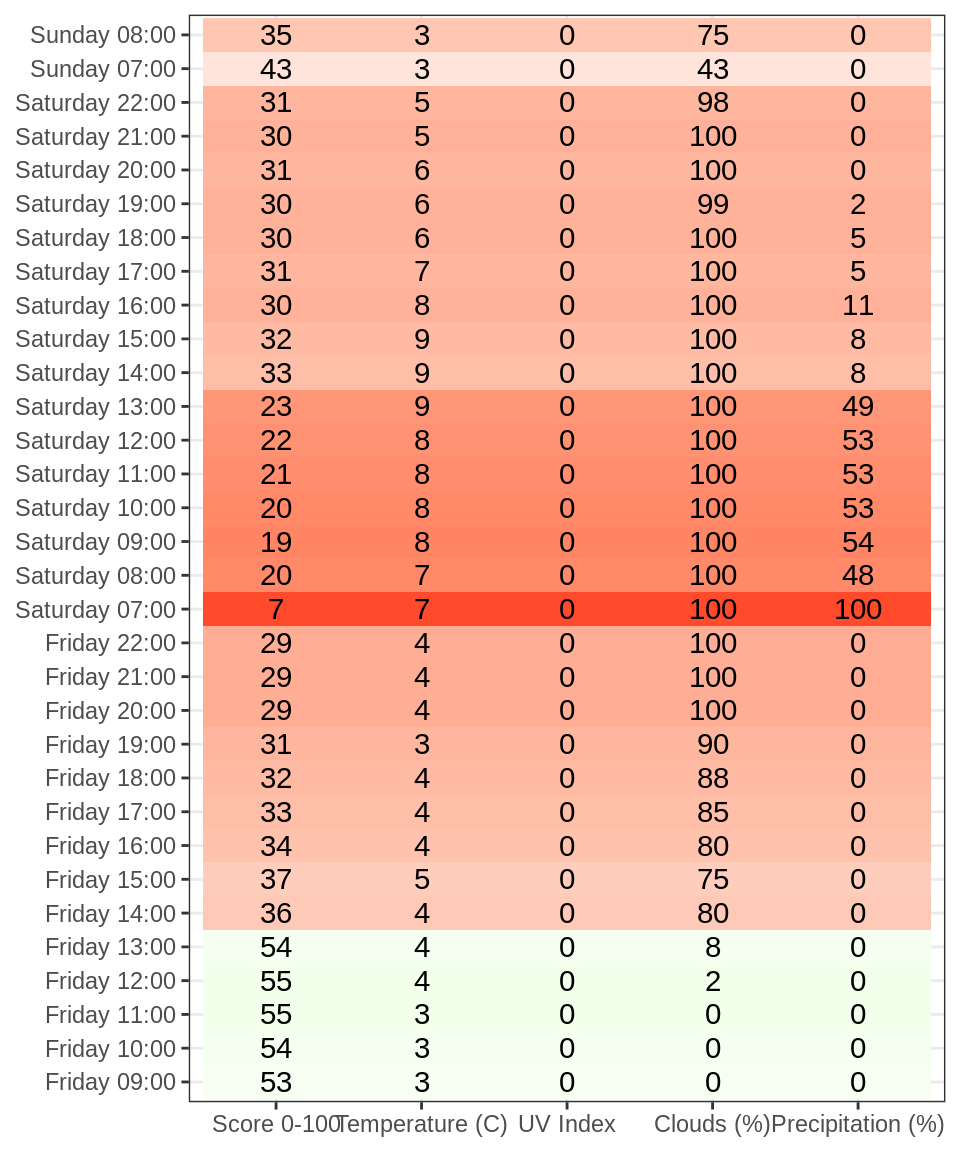 Sunday 08:00 35 3 0 75 0
Sunday 07:00 43 3 0 43 0
Saturday 22:00 31 5 0 98 0
Saturday 21:00 30 5 0 100 0
Saturday 20:00 31 6 0 100 0
Saturday 19:00 30 6 0 99 2
Saturday 18:00 30 6 0 100 5
Saturday 17:00 31 7 0 100 5
Saturday 16:00 30 8 0 100 11
Saturday 15:00 32 9 0 100 8
Saturday 14:00 33 9 0 100 8
Saturday 13:00 23 9 0 100 49
Saturday 12:00 22 8 0 100 53
Saturday 11:00 21 8 0 100 53
Saturday 10:00 20 8 0 100 53
Saturday 09:00 19 8 0 100 54
Saturday 08:00 20 7 0 100 48
Saturday 07:00 7 7 0 100 100
Friday 22:00 29 4 0 100 0
Friday 21:00 29 4 0 100 0
Friday 20:00 29 4 0 100 0
Friday 19:00 31 3 0 90 0
Friday 18:00 32 4 0 88 0
Friday 17:00 33 4 0 85 0
Friday 16:00 34 4 0 80 0
Friday 15:00 37 5 0 75 0
Friday 14:00 36 4 0 80 0
Friday 13:00 54 4 0 8 0
Friday 12:00 55 4 0 2 0
Friday 11:00 55 3 0 0 0
Friday 10:00 54 3 0 0 0
Friday 09:00 53 3 0 0 0
Score 0-100 Temperature (C) UV Index Clouds (%) Precipitation (%)